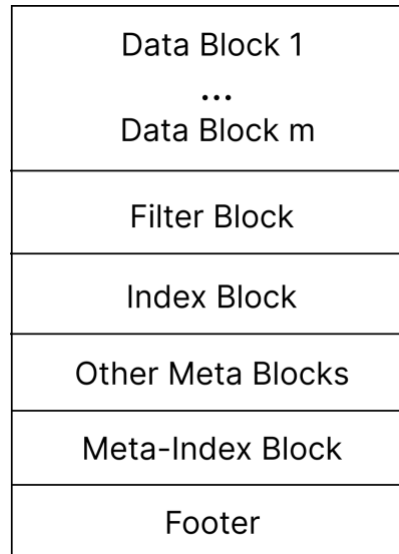 Data Block 1
...
Data Block m
Filter Block
Index Block
Other Meta Blocks
Meta-Index Block
Footer